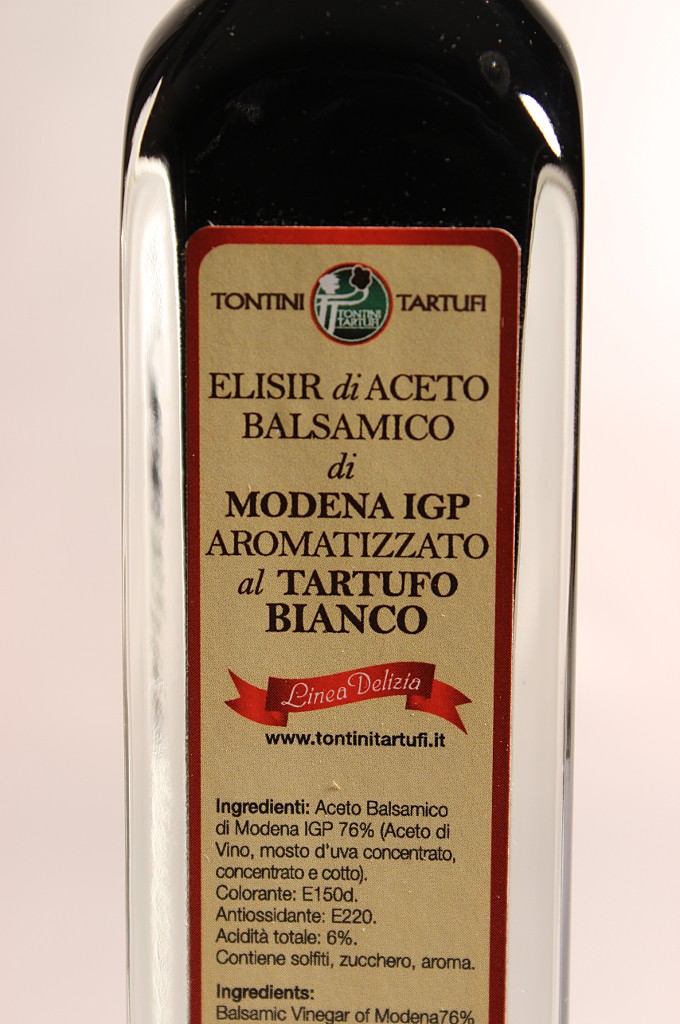 TONTINI TARTUFI
TONTINI
TARTUFI
ELISIR di ACETO
BALSAMICO
di
MODENA IGP
AROMATIZZATO
al TARTUFO
BIANCO
Linea Delizia
www.tontinitartufi.it
Ingredienti: Aceto Balsamico
di Modena IGP 76% (Aceto di
Vino, mosto d'uva concentrato,
concentrato e cotto).
Colorante: E150d.
Antiossidante: E220.
Acidità totale: 6%.
Contiene solfiti, zucchero, aroma.
Ingredients:
Balsamic Vinegar of Modena76%